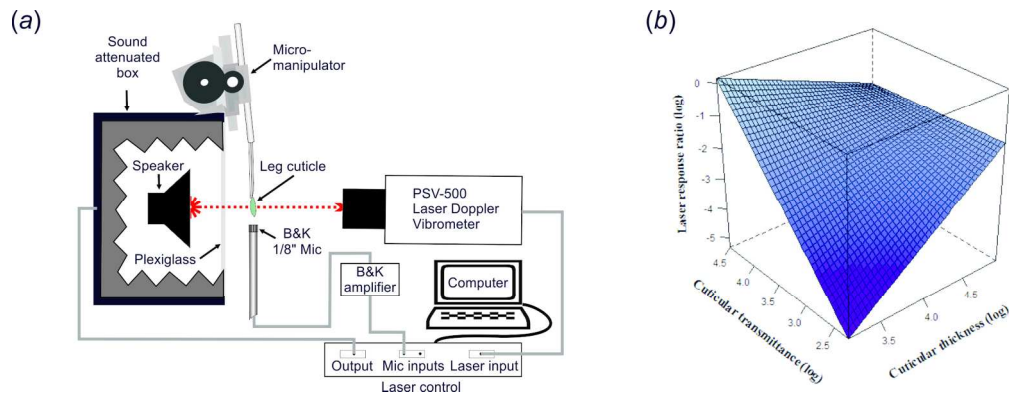 (a)
Sound
attenuated
box
Micro-
manipulator
Speaker
Leg cuticle
PSV-500
Laser Doppler
Vibrometer
Plexiglass
B&K
1/8" Mic
B&K
amplifier
Computer
Output
Mic inputs
Laser input
Laser control
(b)
Laser response ratio (log)
0
-1
-2
-3
-4
-5
4.5
4.0
3.5
3.0
2.5
Cuticular transmittance (log)
3.5
4.0
4.5
Cuticular thickness (log)